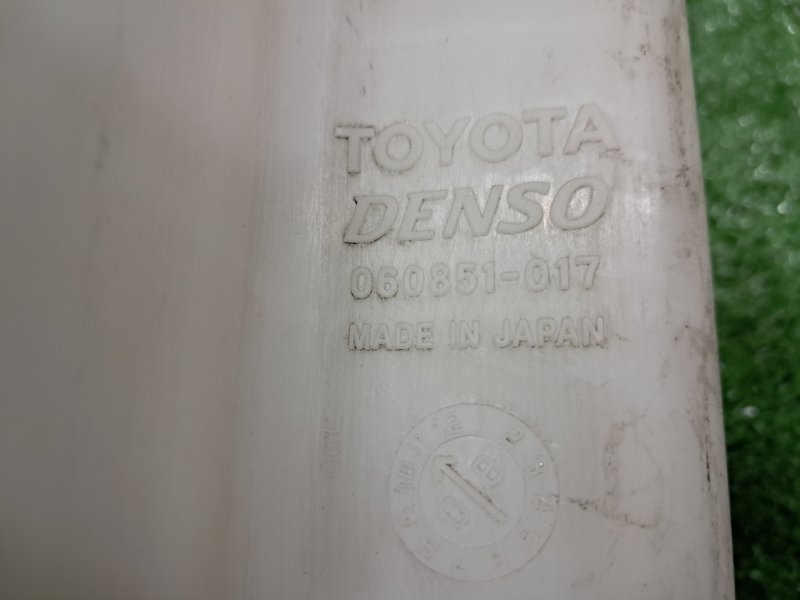 TOYOTA
DENSO
060851-017
MADE IN JAPAN